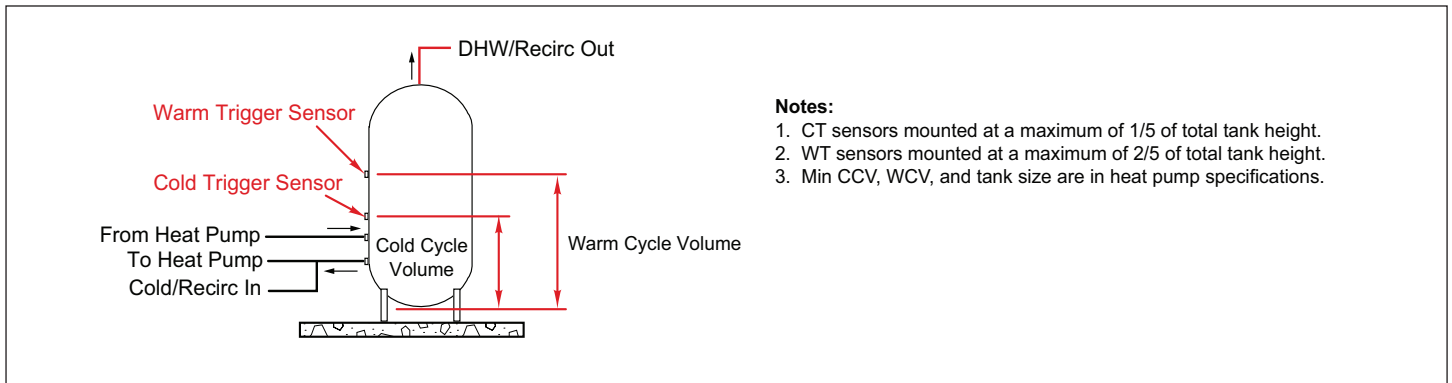 DHW/Recirc Out
Warm Trigger Sensor
Cold Trigger Sensor
From Heat Pump
To Heat Pump
Cold/Recirc In
Cold Cycle
Volume
Warm Cycle Volume
Notes:
1. CT sensors mounted at a maximum of 1/5 of total tank height.
2. WT sensors mounted at a maximum of 2/5 of total tank height.
3. Min CCV, WCV, and tank size are in heat pump specifications.